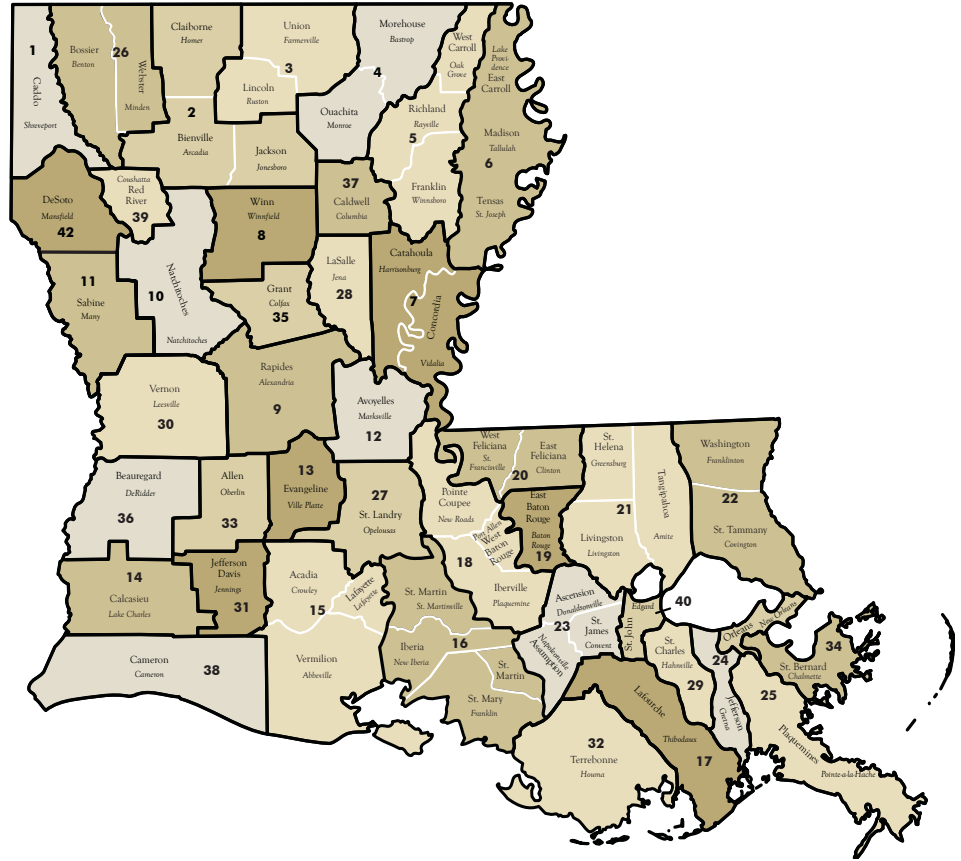 1
Caddo
Shreveport
Bossier
Benton
26
Webster
Minden
Claiborne
Homer
2
Bienville
Arcadia
Union
Farmerville
3
Lincoln
Ruston
Jackson
Jonesboro
Morehouse
Bastrop
4
Ouachita
Monroe
West
Carroll
Oak
Grove
Richland
Rayville
5
Franklin
Winnsboro
Lake
Provi-
dence
East
Carroll
Madison
Tallulah
6
Tensas
St. Joseph
DeSoto
Mansfield
42
Coushatta
Red
River
39
Winn
Winnfield
8
37
Caldwell
Columbia
Catahoula
Harrisonburg
7
Concordia
Vidalia
11
Sabine
Many
10
Natchitoches
Natchitoches
Grant
Colfax
35
LaSalle
Jena
28
Vernon
Leesville
30
Rapides
Alexandria
9
Avoyelles
Marksville
12
Beauregard
DeRidder
36
Allen
Oberlin
33
13
Evangeline
Ville Platte
27
St. Landry
Opelousas
Pointe
Coupee
New Roads
Port Allen
West
Baton
Rouge
18
Iberville
Plaquemine
West
Feliciana
St.
Francisville
20
East
Feliciana
Clinton
East
Baton
Rouge
Baton
Rouge
19
St.
Helena
Greensburg
21
Livingston
Livingston
Tangipahoa
Amite
Washington
Franklinton
22
St. Tammany
Covington
14
Calcasieu
Lake Charles
Jefferson
Davis
Jennings
31
Acadia
Crowley
15
Lafayette
Lafayette
Vermilion
Abbeville
Cameron
Cameron
38
St. Martin
St. Martinville
Iberia
New Iberia
16
St.
Martin
St. Mary
Franklin
Ascension
Donaldsonville
23
St.
James
Convent
Napoleonville
Assumption
Edgard
St. John
40
St.
Charles
Hahnville
29
24
Jefferson
Gretna
Orleans
New Orleans
34
St. Bernard
Chalmette
25
Plaquemines
Pointe-a-la-Hache
Lafourche
Thibodaux
17
32
Terrebonne
Houma